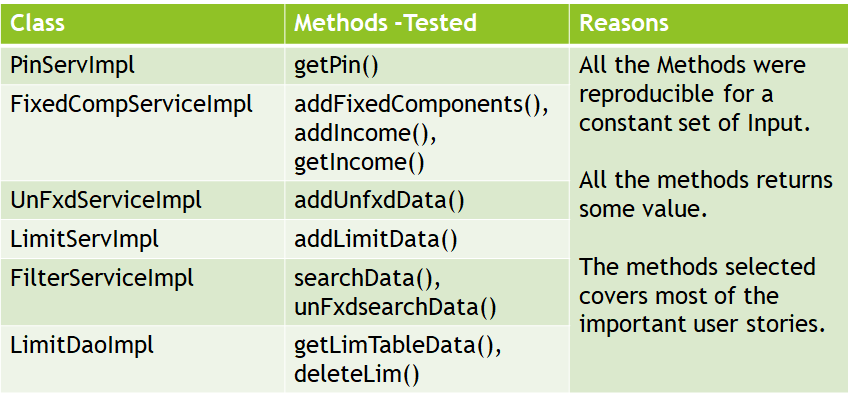 Class Methods -Tested Reasons
PinServImpl getPin()
FixedCompServiceImpl addFixedComponents(),
addIncome(),
getIncome()
UnFxdServiceImpl addUnfxdData()
LimitServImpl addLimitData()
FilterServiceImpl searchData(),
unFxdsearchData()
LimitDaoImpl getLimTableData(),
deleteLim()
All the Methods were
reproducible for a
constant set of Input.
All the methods returns
some value.
The methods selected
covers most of the
important user stories.